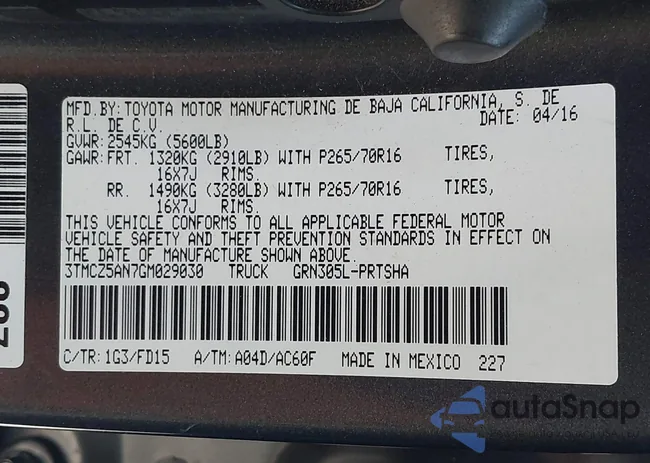 MFD.BY: TOYOTA MOTOR MANUFACTURING DE BAJA CALIFORNIA, S. DE
R.L. DE C.V. DATE: 04/16
GVWR: 2545KG (5600LB)
GAWR: FRT. 1320KG (2910LB) WITH P265/70R16 TIRES,
16X7J RIMS.
RR. 1490KG (3280LB) WITH P265/70R16 TIRES,
16X7J RIMS.
THIS VEHICLE CONFORMS TO ALL APPLICABLE FEDERAL MOTOR
VEHICLE SAFETY AND THEFT PREVENTION STANDARDS IN EFFECT ON
THE DATE OF MANUFACTURE SHOWN ABOVE.
3TMCZ5AN7GM029030 TRUCK GRN305L-PRTSHA
C/TR: 1G3/FD15 A/TM: A04D/AC60F MADE IN MEXICO 227
autoSnap